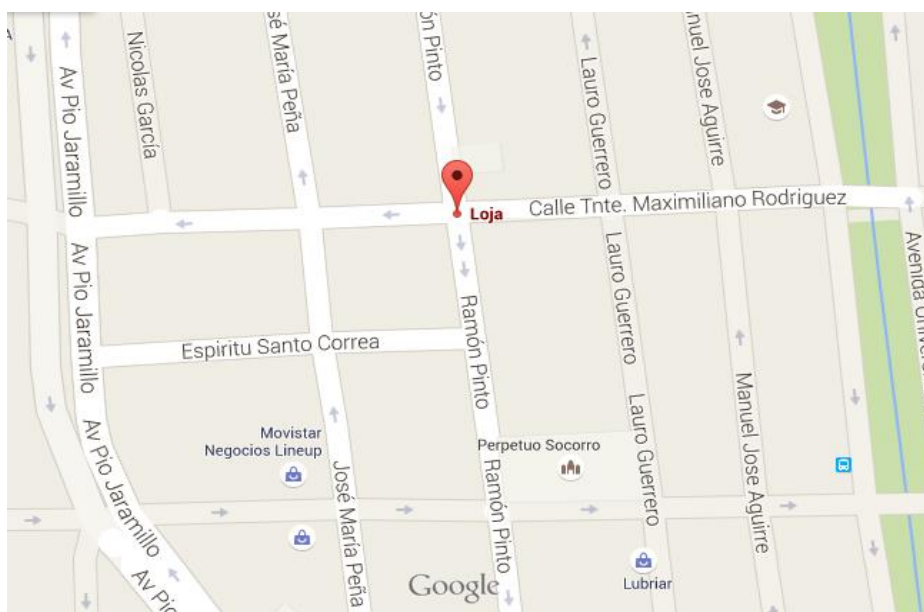 Av Pio Jaramillo
Nicolas García
José María Peña
Ramón Pinto
Lauro Guerrero
Manuel Jose Aguirre
Loja
Calle Tnte. Maximiliano Rodriguez
Av Pio Jaramillo
Ramón Pinto
Lauro Guerrero
Espiritu Santo Correa
Manuel Jose Aguirre
Av Pio Jaramillo
Movistar
Negocios Lineup
José María Peña
Perpetuo Socorro
Ramón Pinto
Lauro Guerrero
Av Pio
Google
Lubriar